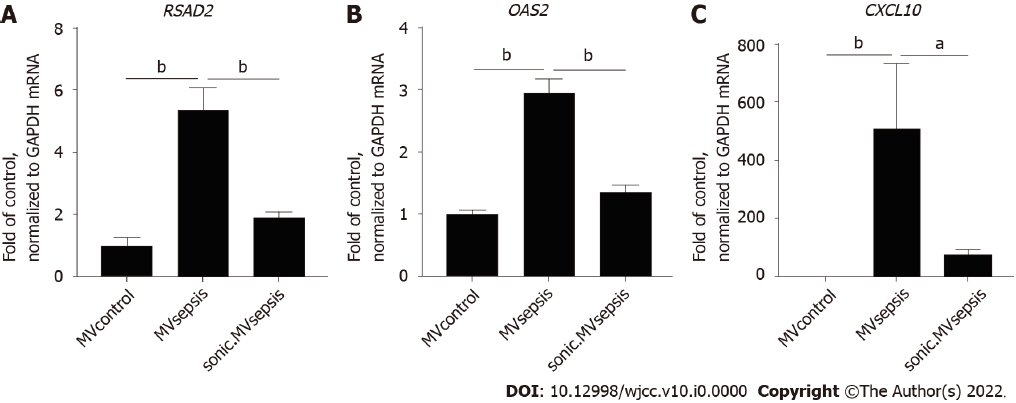 A
RSAD2
Fold of control,
normalized to GAPDH mRNA
8
6
4
2
0
b
b
MVcontrol
MVsepsis
sonic.MVsepsis
B
OAS2
Fold of control,
normalized to GAPDH mRNA
4
3
2
1
0
b
b
MVcontrol
MVsepsis
sonic.MVsepsis
C
CXCL10
Fold of control,
normalized to GAPDH mRNA
800
600
400
200
0
b
a
MVcontrol
MVsepsis
sonic.MVsepsis
DOI: 10.12998/wjcc.v10.i0.0000 Copyright ©The Author(s) 2022.